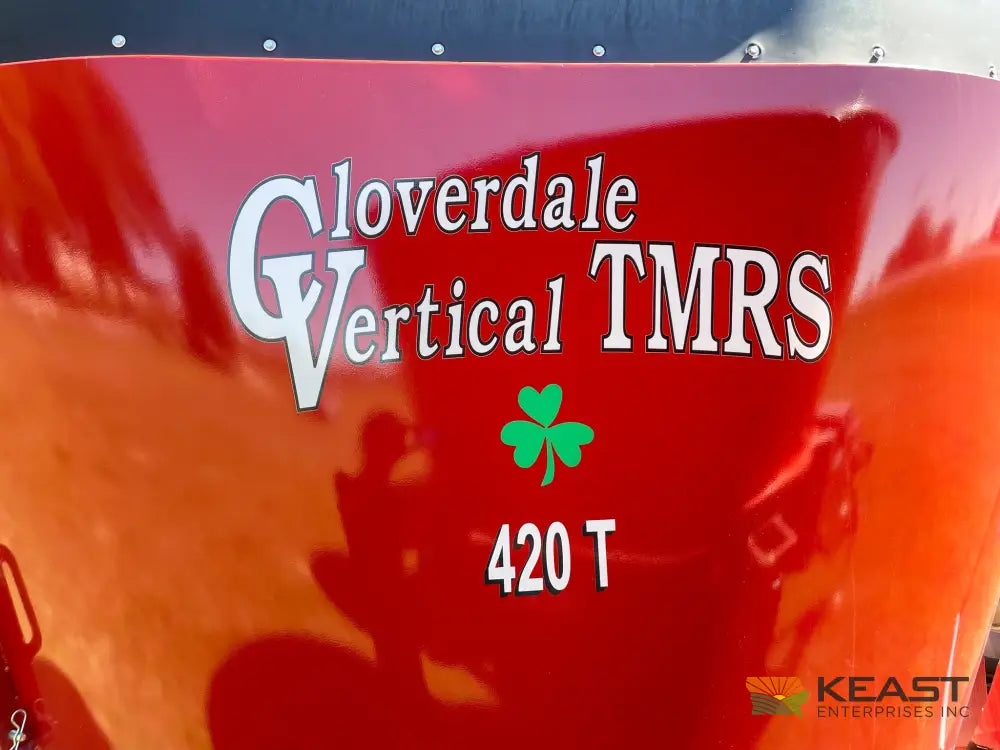 Cloverdale
Vertical TMRS
420 T
KEAST
ENTERPRISES INC